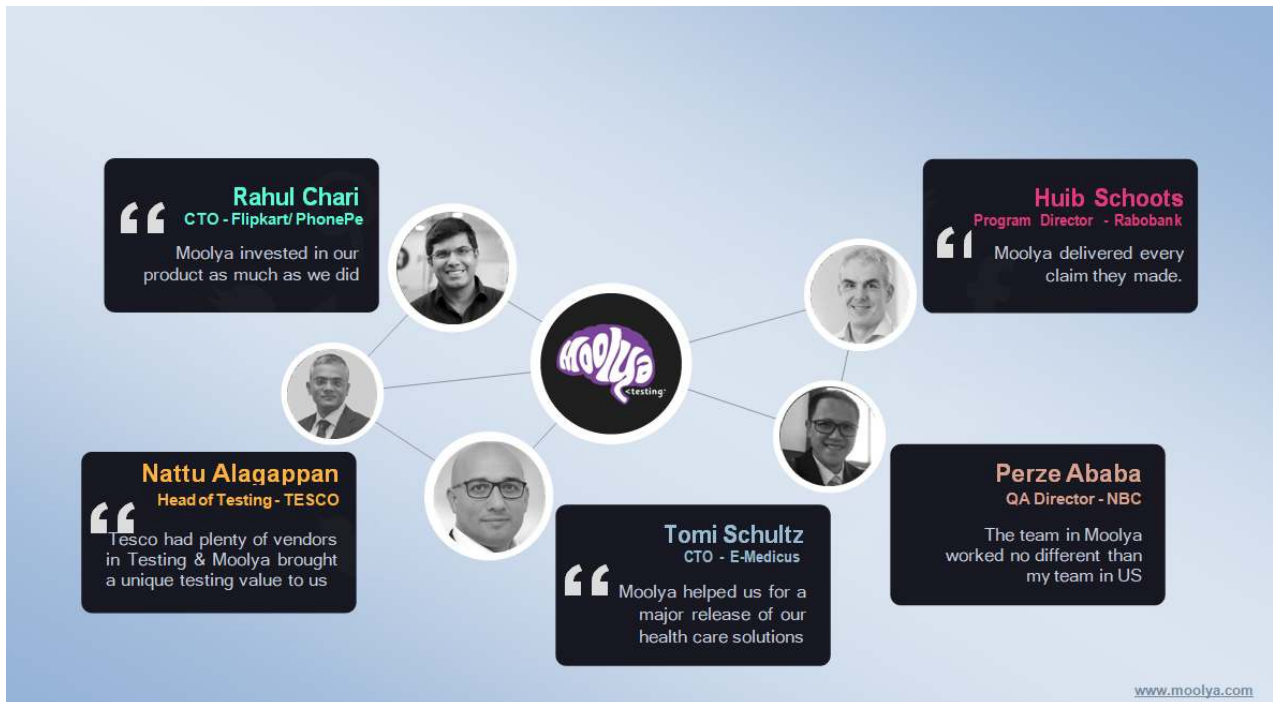 Rahul Chari
CTO - Flipkart/ PhonePe
Moolya invested in our
product as much as we did
Huib Schoots
Program Director - Rabobank
Moolya delivered every
claim they made.
Moolya
<testing>
Nattu Alagappan
Head of Testing - TESCO
Tesco had plenty of vendors
in Testing & Moolya brought
a unique testing value to us
Tomi Schultz
CTO - E-Medicus
Moolya helped us for a
major release of our
health care solutions
Perze Ababa
QA Director - NBC
The team in Moolya
worked no different than
my team in US
www.moolya.com